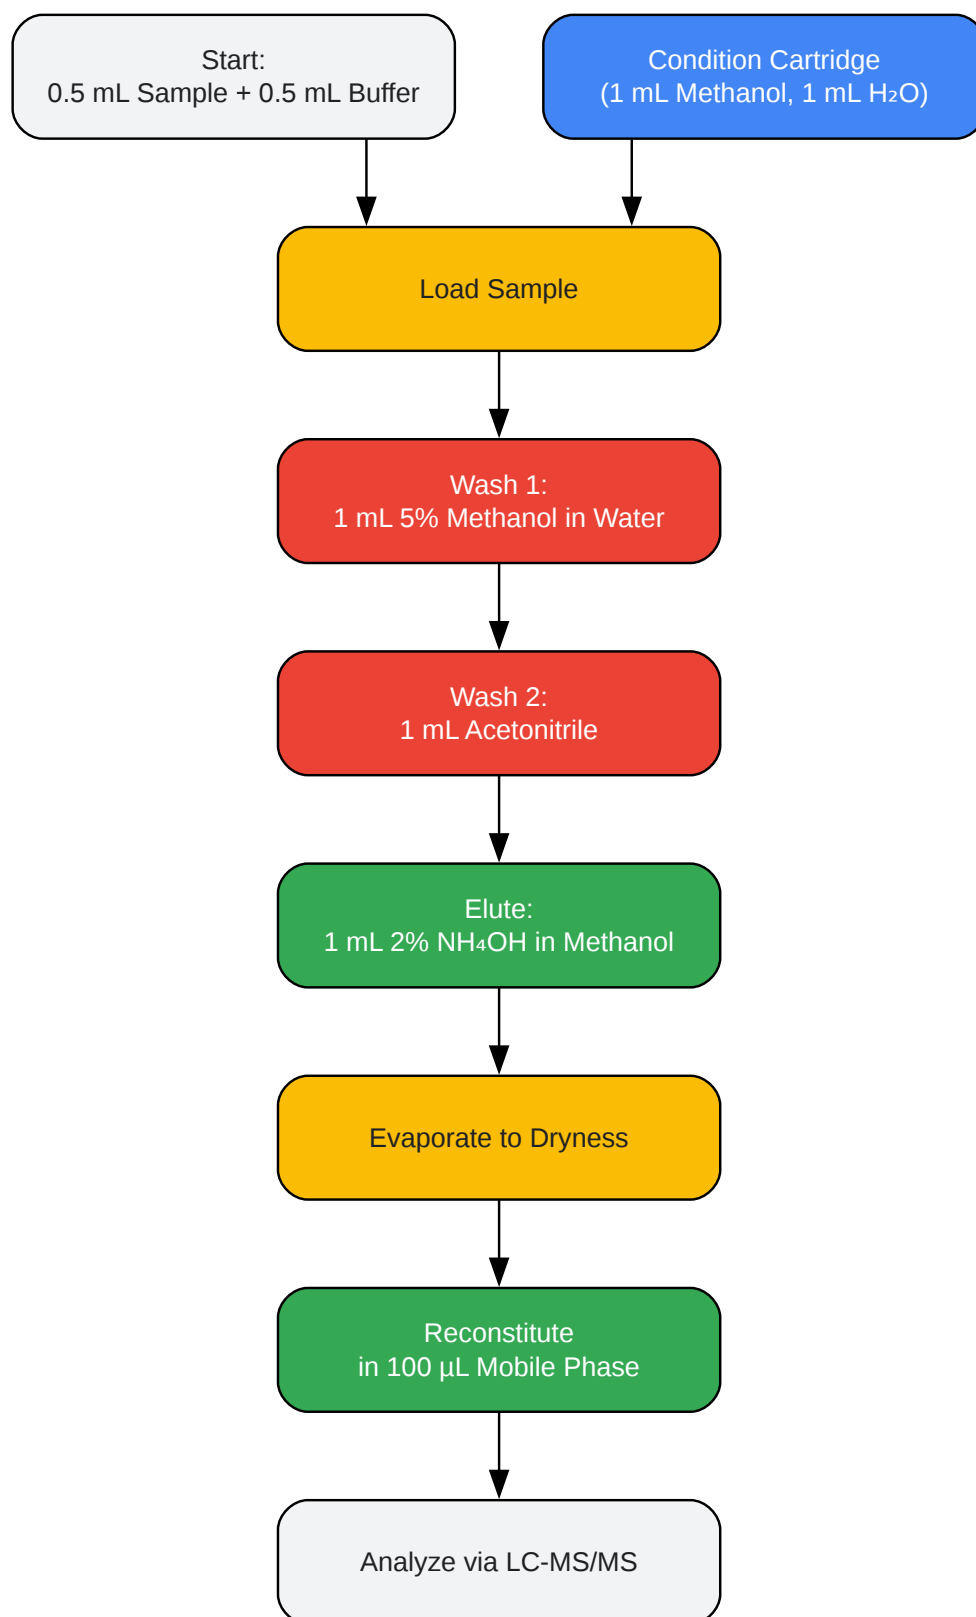 Start:
0.5 mL Sample + 0.5 mL Buffer
Condition Cartridge
(1 mL Methanol, 1 mL H₂O)
Load Sample
Wash 1:
1 mL 5% Methanol in Water
Wash 2:
1 mL Acetonitrile
Elute:
1 mL 2% NH₄OH in Methanol
Evaporate to Dryness
Reconstitute
in 100 µL Mobile Phase
Analyze via LC-MS/MS